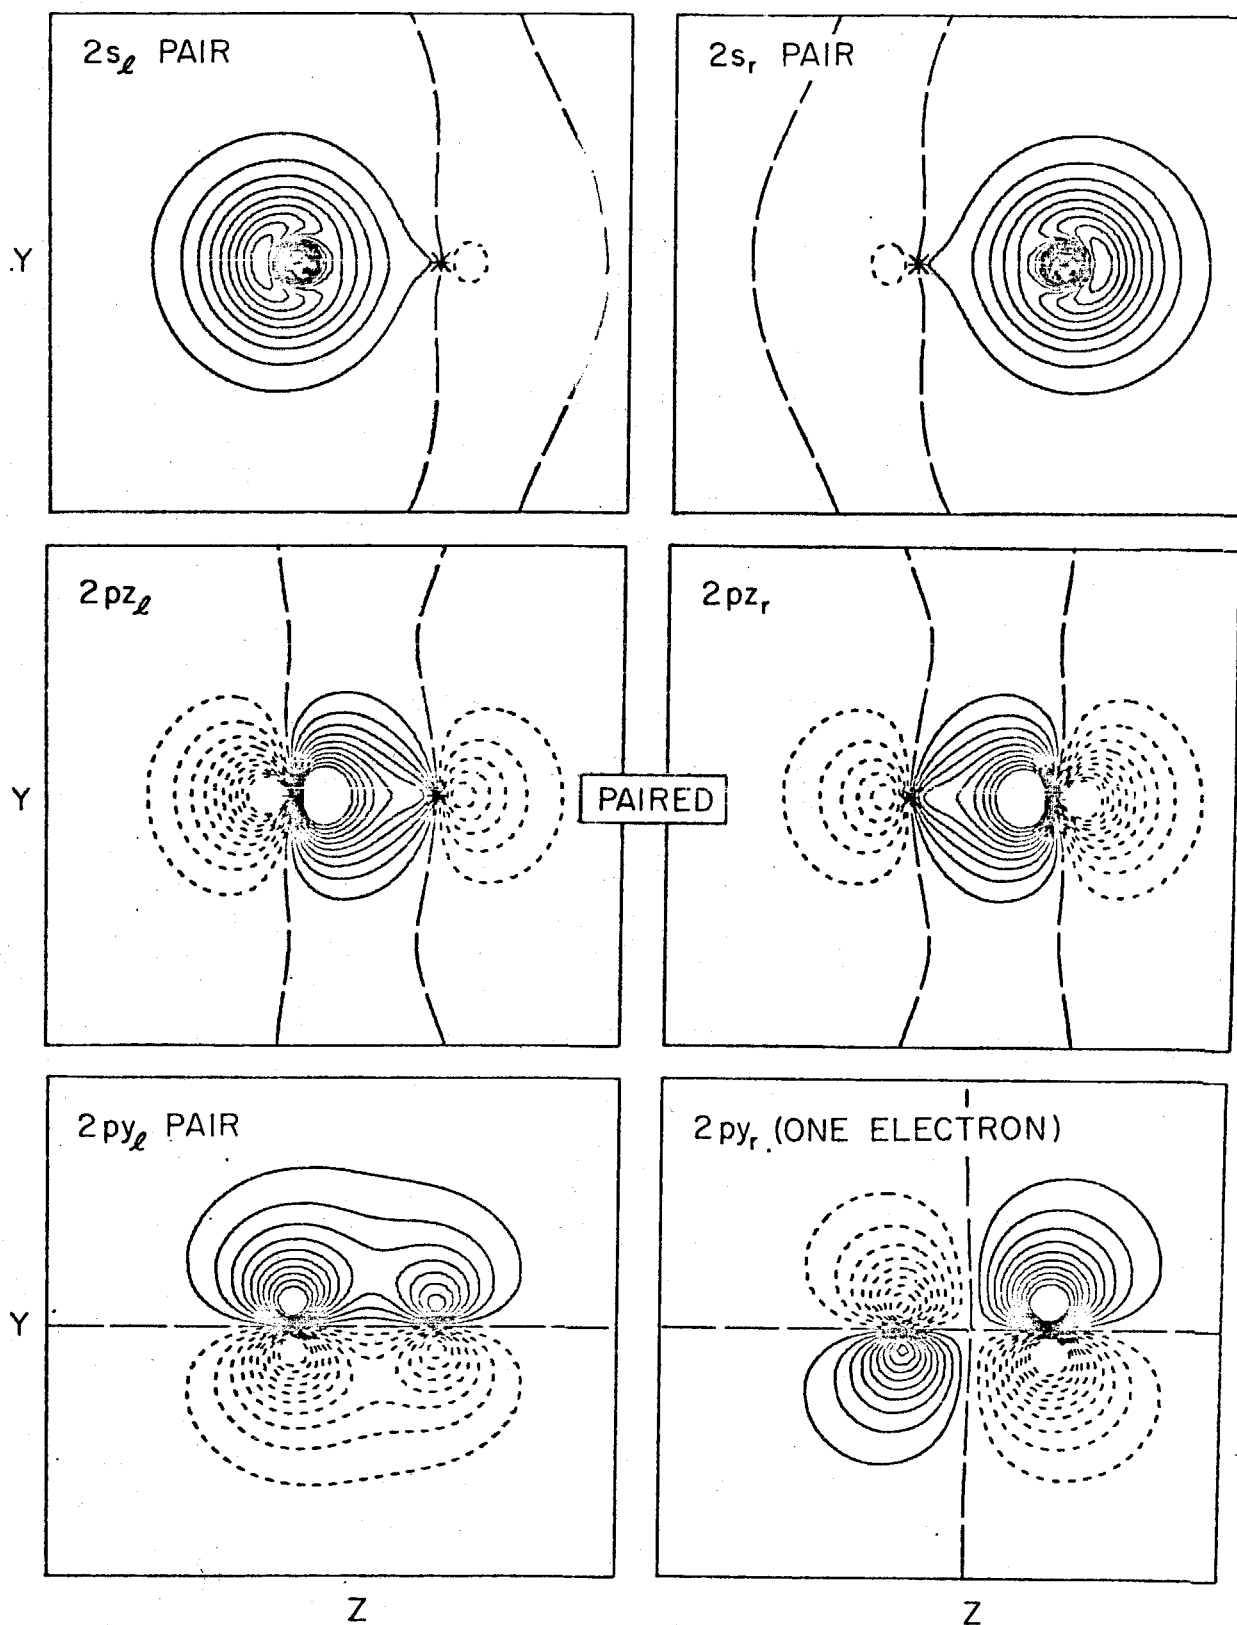 2sℓ PAIR
2sr PAIR
Y
2pzℓ
2pzr
Y
PAIRED
2pyℓ PAIR
2pyr (ONE ELECTRON)
Y
Z
Z